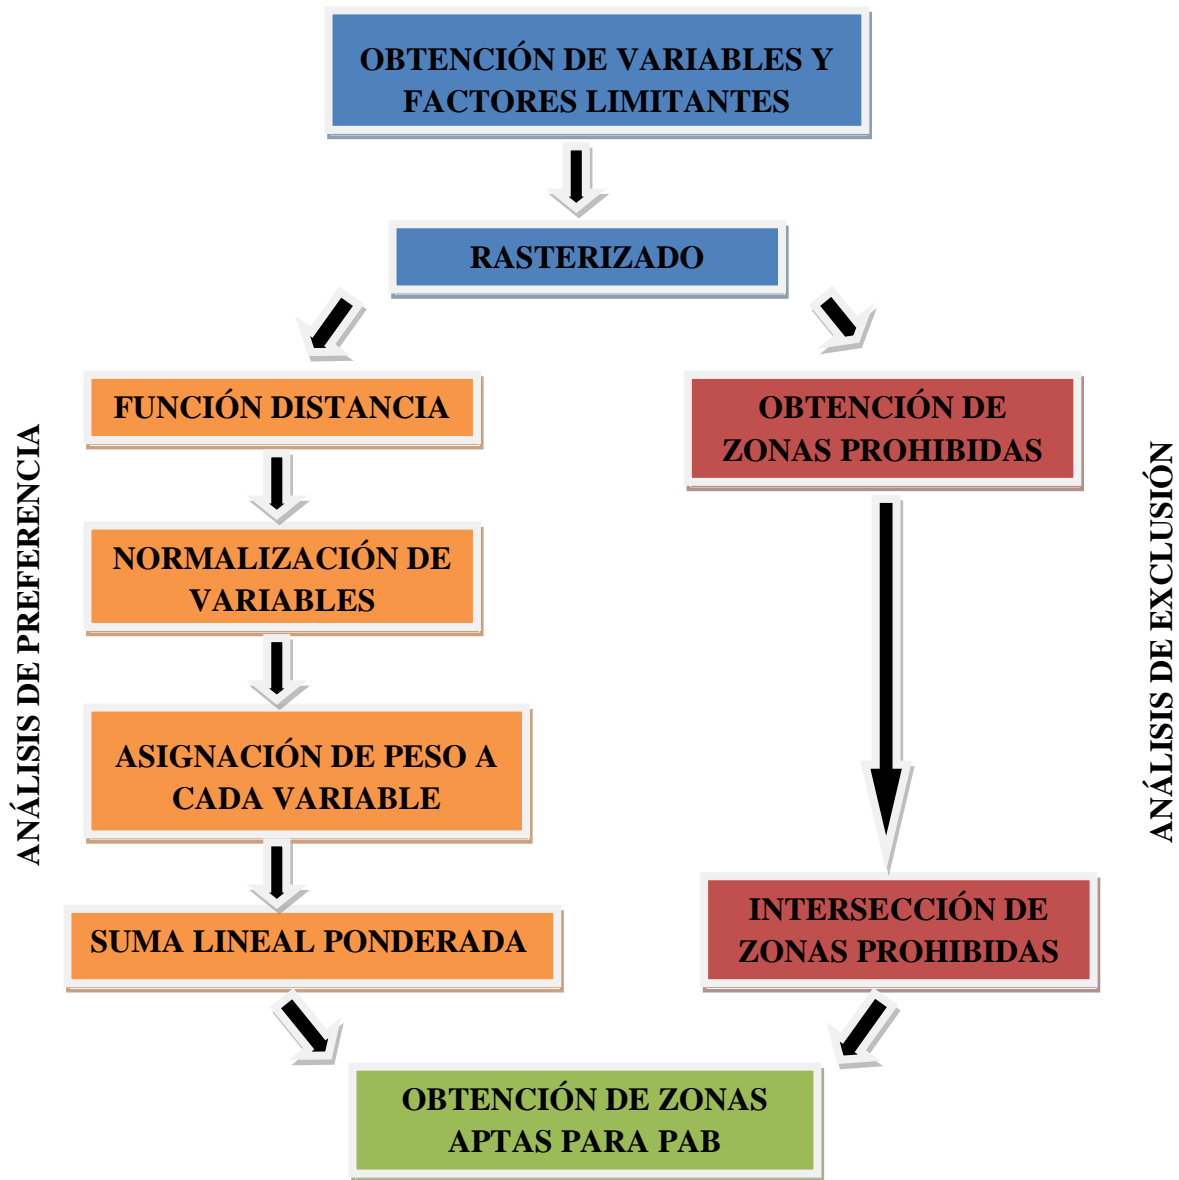 OBTENCIÓN DE VARIABLES Y
FACTORES LIMITANTES
RASTERIZADO
ANÁLISIS DE PREFERENCIA
FUNCIÓN DISTANCIA
NORMALIZACIÓN DE
VARIABLES
ASIGNACIÓN DE PESO A
CADA VARIABLE
SUMA LINEAL PONDERADA
OBTENCIÓN DE
ZONAS PROHIBIDAS
INTERSECCIÓN DE
ZONAS PROHIBIDAS
ANÁLISIS DE EXCLUSIÓN
OBTENCIÓN DE ZONAS
APTAS PARA PAB